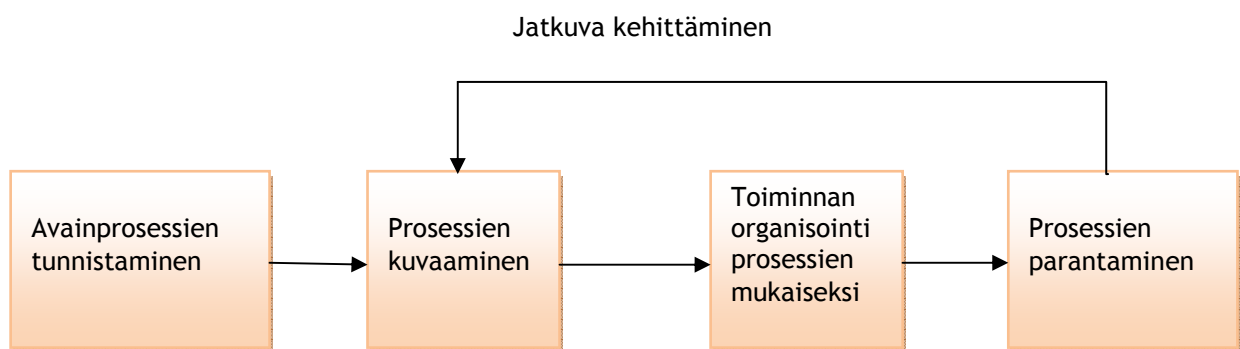 Jatkuva kehittäminen
Avainprosessien
tunnistaminen
Prosessien
kuvaaminen
Toiminnan
organisointi
prosessien
mukaiseksi
Prosessien
parantaminen